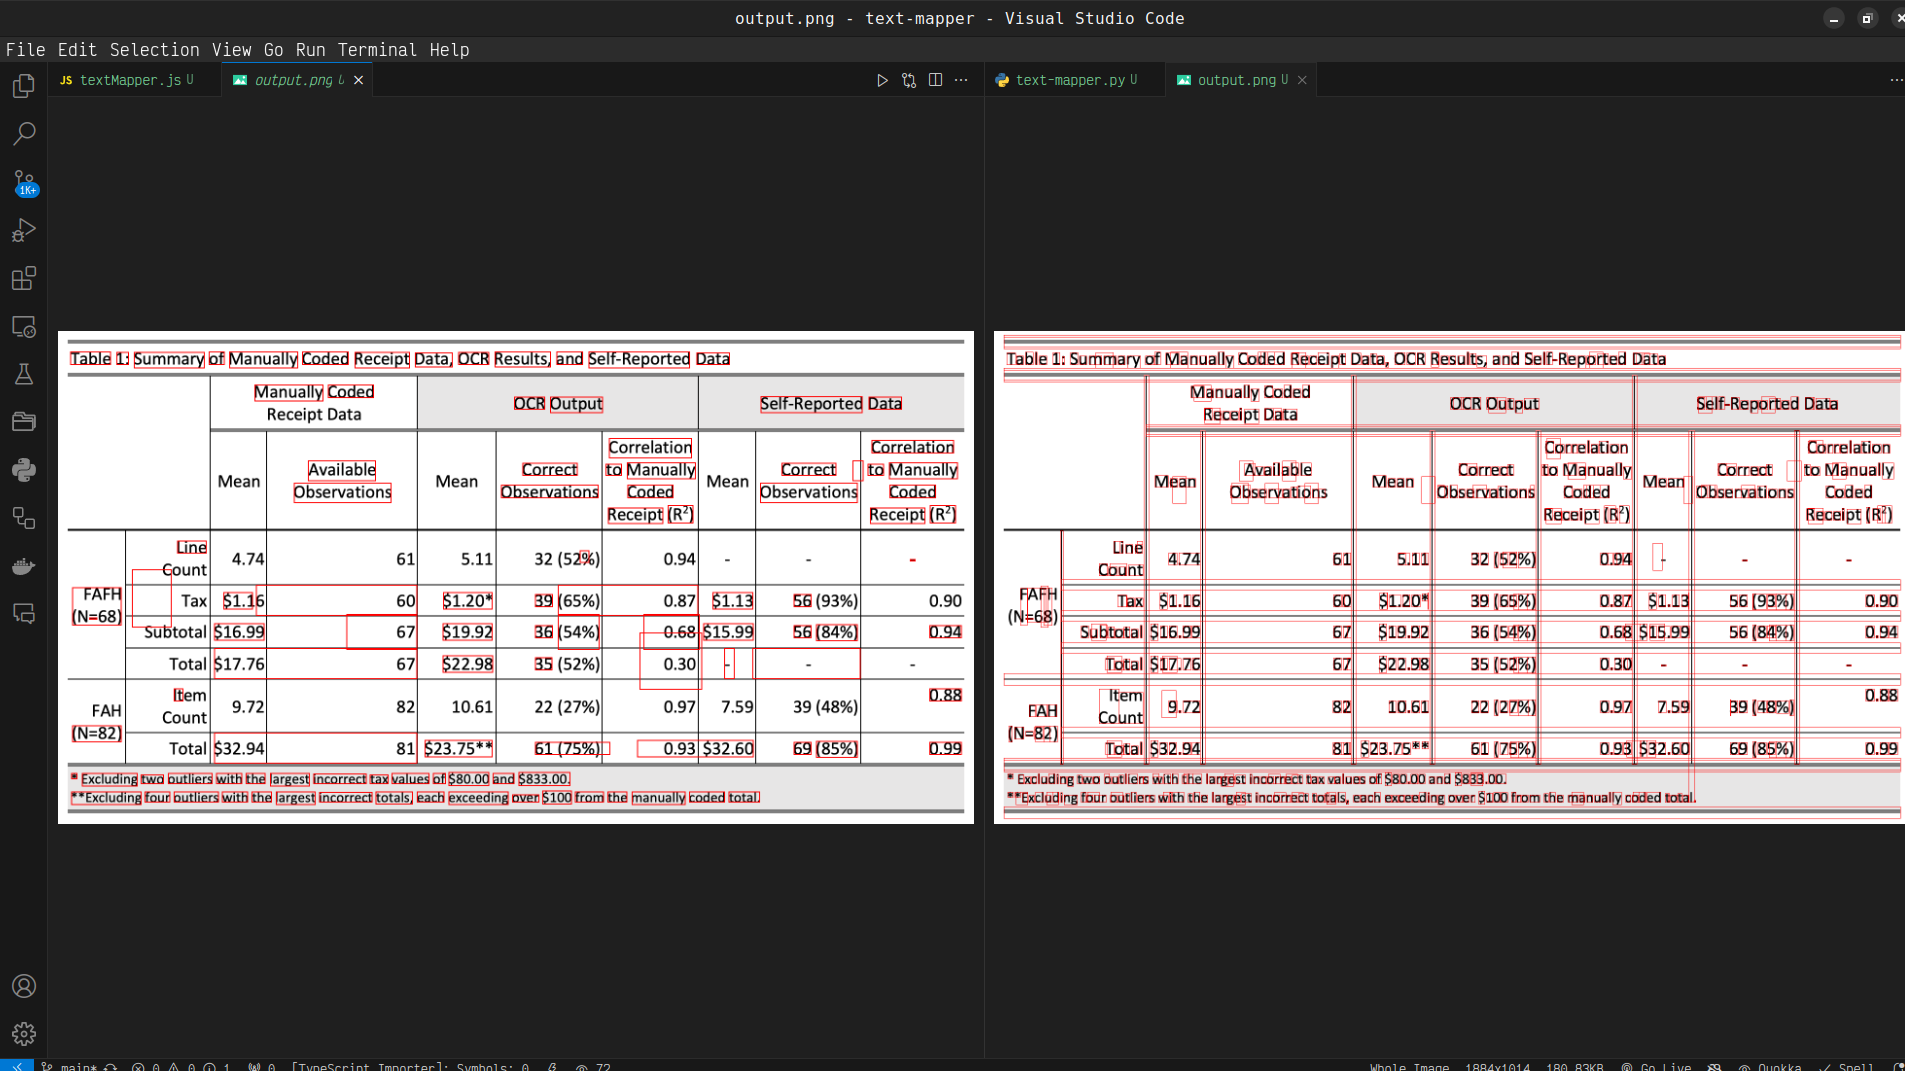 output.png - text-mapper - Visual Studio Code
File Edit Selection View Go Run Terminal Help
JS textMapper.js U
output.png U
text-mapper.py U
output.png U
1K+
Table 1: Summary of Manually Coded Receipt Data, OCR Results, and Self-Reported Data
Manually Coded Receipt Data OCR Output Self-Reported Data
Mean Available Observations Mean Correct Observations Correlation to Manually Coded Receipt (R²) Mean Correct Observations Correlation to Manually Coded Receipt (R²)
FAFH (N=68)
Line Count 4.74 61 5.11 32 (52%) 0.94 - - -
Tax $1.16 60 $1.20* 39 (65%) 0.87 $1.13 56 (93%) 0.90
Subtotal $16.99 67 $19.92 36 (54%) 0.68 $15.99 56 (84%) 0.94
Total $17.76 67 $22.98 35 (52%) 0.30 - - -
FAH (N=82)
Item Count 9.72 82 10.61 22 (27%) 0.97 7.59 39 (48%) 0.88
Total $32.94 81 $23.75** 61 (75%) 0.93 $32.60 69 (85%) 0.99
* Excluding two outliers with the largest incorrect tax values of $80.00 and $833.00.
**Excluding four outliers with the largest incorrect totals, each exceeding over $100 from the manually coded total.
Table 1: Summary of Manually Coded Receipt Data, OCR Results, and Self-Reported Data
Manually Coded Receipt Data OCR Output Self-Reported Data
Mean Available Observations Mean Correct Observations Correlation to Manually Coded Receipt (R²) Mean Correct Observations Correlation to Manually Coded Receipt (R²)
FAFH (N=68)
Line Count 4.74 61 5.11 32 (52%) 0.94 - - -
Tax $1.16 60 $1.20* 39 (65%) 0.87 $1.13 56 (93%) 0.90
Subtotal $16.99 67 $19.92 36 (54%) 0.68 $15.99 56 (84%) 0.94
Total $17.76 67 $22.98 35 (52%) 0.30 - - -
FAH (N=82)
Item Count 9.72 82 10.61 22 (27%) 0.97 7.59 39 (48%) 0.88
Total $32.94 81 $23.75** 61 (75%) 0.93 $32.60 69 (85%) 0.99
* Excluding two outliers with the largest incorrect tax values of $80.00 and $833.00.
**Excluding four outliers with the largest incorrect totals, each exceeding over $100 from the manually coded total.
main* 0 0 1 0 [TypeScript Importer]: Symbols: 0 72 Whole Image 1884x1014 180.83KB Go Live Quokka Spell